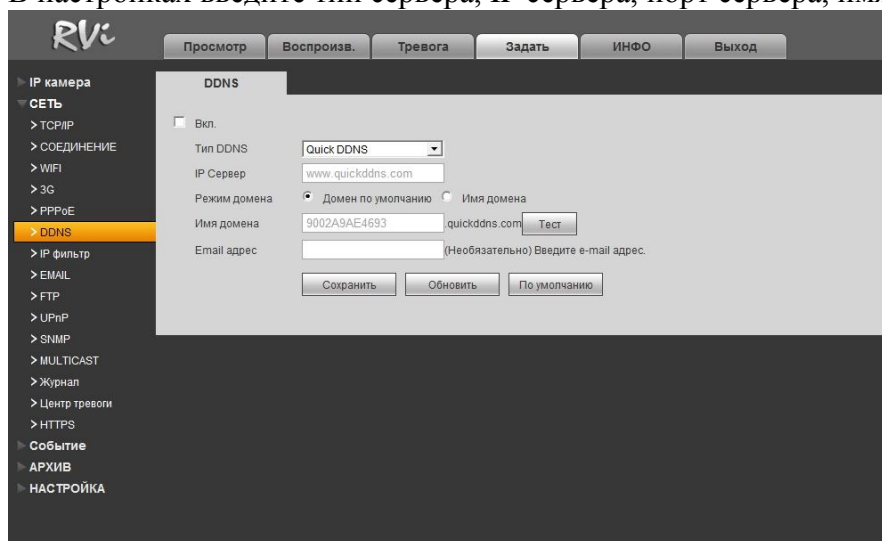 В настройках введите тип сервера, IP сервера, порт сервера, имя
RVi
Просмотр Воспроизв. Тревога Задать ИНФО Выход
IP камера
СЕТЬ
> TCP/IP
> СОЕДИНЕНИЕ
> WIFI
> 3G
> PPPoE
> DDNS
> IP фильтр
> EMAIL
> FTP
> UPnP
> SNMP
> MULTICAST
> Журнал
> Центр тревоги
> HTTPS
Событие
АРХИВ
НАСТРОЙКА
DDNS
Вкл.
Тип DDNS Quick DDNS
IP Сервер www.quickddns.com
Режим домена Домен по умолчанию Имя домена
Имя домена 9002A9AE4693 .quickddns.com Тест
Email адрес (Необязательно) Введите e-mail адрес.
Сохранить Обновить По умолчанию